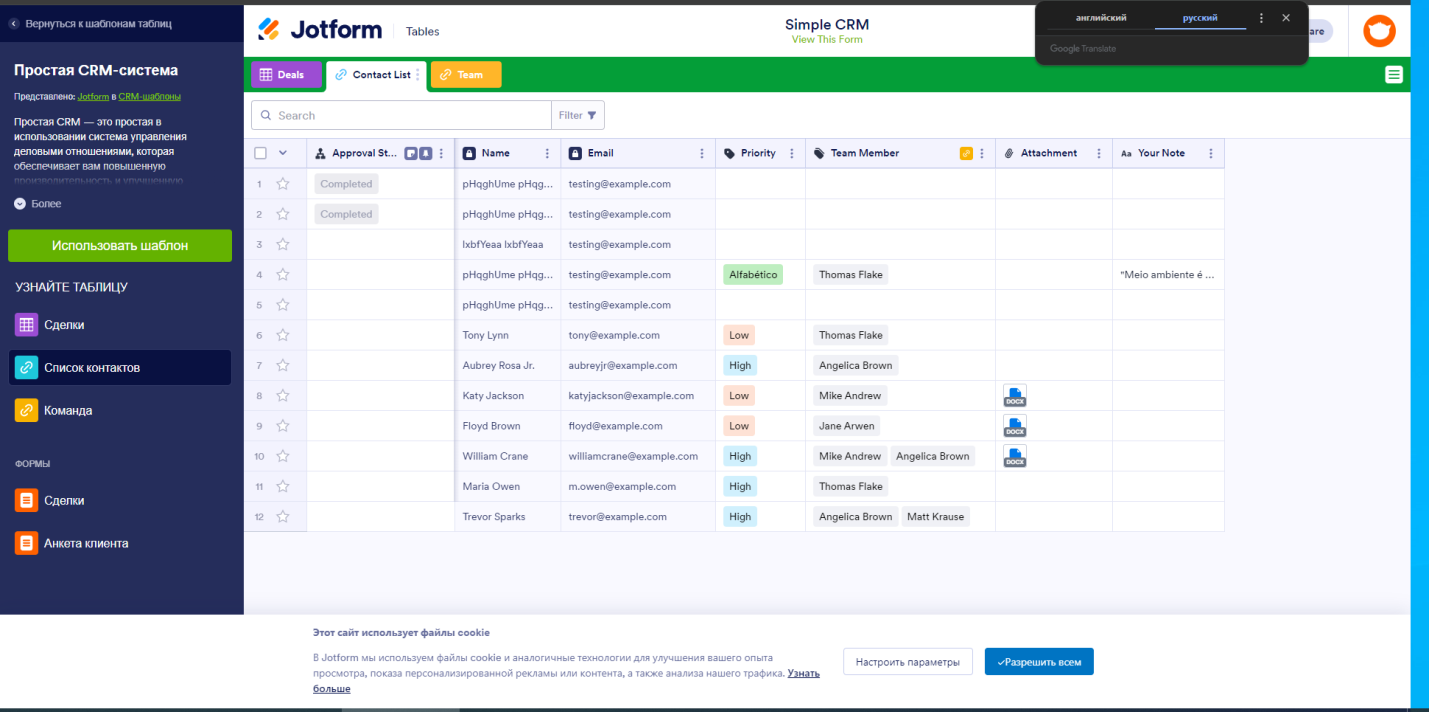 Вернуться к шаблонам таблиц
Простая CRM-система
Представлено: Jotform в CRM-шаблоны
Простая CRM — это простая в
использовании система управления
деловыми отношениями, которая
обеспечивает вам повышенную
производительность и улучшенную
Более
Использовать шаблон
УЗНАЙТЕ ТАБЛИЦУ
Сделки
Список контактов
Команда
ФОРМЫ
Сделки
Анкета клиента
Jotform Tables
Simple CRM
View This Form
английский русский
Google Translate
are
Deals Contact List Team
Search Filter
Approval St... Name Email Priority Team Member Attachment Aa Your Note
1 Completed pHqghUme pHqg... testing@example.com
2 Completed pHqghUme pHqg... testing@example.com
3 lxbfYeaa lxbfYeaa testing@example.com
4 pHqghUme pHqg... testing@example.com Alfabético Thomas Flake "Meio ambiente é ...
5 pHqghUme pHqg... testing@example.com
6 Tony Lynn tony@example.com Low Thomas Flake
7 Aubrey Rosa Jr. aubreyjr@example.com High Angelica Brown
8 Katy Jackson katyjackson@example.com Low Mike Andrew DOCX
9 Floyd Brown floyd@example.com Low Jane Arwen DOCX
10 William Crane williamcrane@example.com High Mike Andrew Angelica Brown DOCX
11 Maria Owen m.owen@example.com High Thomas Flake
12 Trevor Sparks trevor@example.com High Angelica Brown Matt Krause
Этот сайт использует файлы cookie
В Jotform мы используем файлы cookie и аналогичные технологии для улучшения вашего опыта
просмотра, показа персонализированной рекламы или контента, а также анализа нашего трафика. Узнать
больше
Настроить параметры
✓Разрешить всем